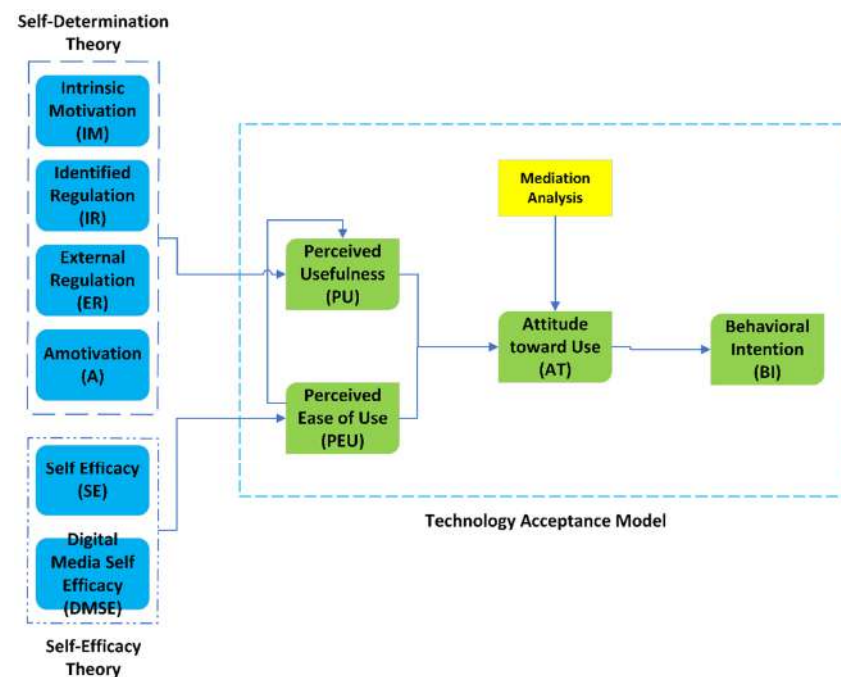 Self-Determination
Theory
Intrinsic
Motivation
(IM)
Identified
Regulation
(IR)
External
Regulation
(ER)
Amotivation
(A)
Self Efficacy
(SE)
Digital
Media Self
Efficacy
(DMSE)
Self-Efficacy
Theory
Perceived
Usefulness
(PU)
Perceived
Ease of Use
(PEU)
Mediation
Analysis
Attitude
toward Use
(AT)
Behavioral
Intention
(BI)
Technology Acceptance Model